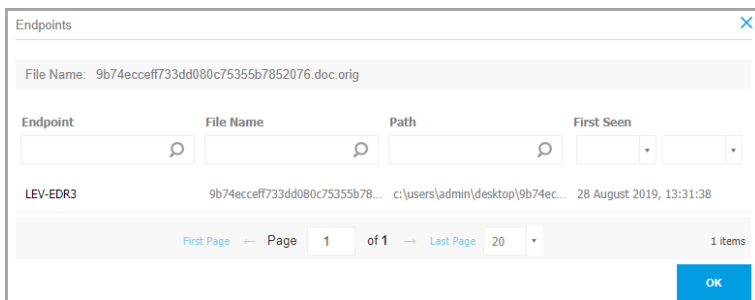 Endpoints
File Name: 9b74ecceff733dd080c75355b7852076.doc.orig
Endpoint File Name Path First Seen
LEV-EDR3 9b74ecceff733dd080c75355b78... c:\users\admin\desktop\9b74ec... 28 August 2019, 13:31:38
First Page ← Page 1 of 1 → Last Page 20 1 items
OK